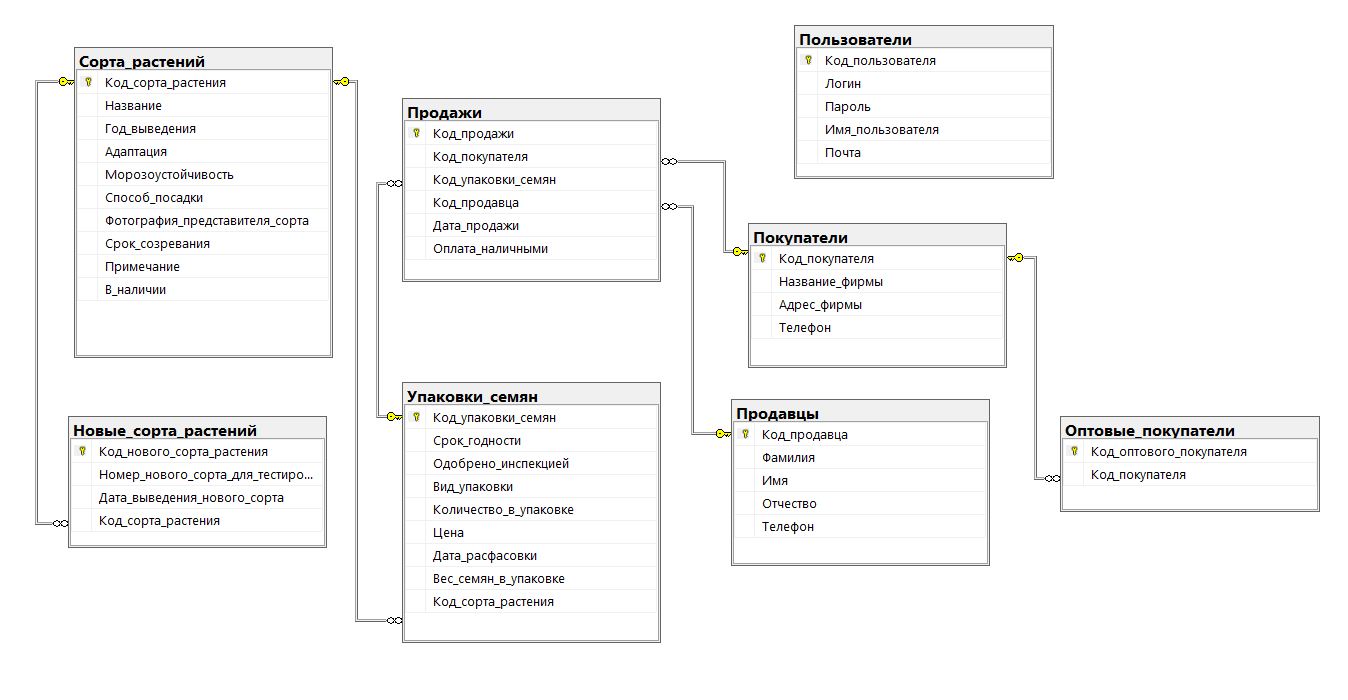 Сорта_растений
Код_сорта_растения
Название
Год_выведения
Адаптация
Морозоустойчивость
Способ_посадки
Фотография_представителя_сорта
Срок_созревания
Примечание
В_наличии
Новые_сорта_растений
Код_нового_сорта_растения
Номер_нового_сорта_для_тестиро...
Дата_выведения_нового_сорта
Код_сорта_растения
Продажи
Код_продажи
Код_покупателя
Код_упаковки_семян
Код_продавца
Дата_продажи
Оплата_наличными
Упаковки_семян
Код_упаковки_семян
Срок_годности
Одобрено_инспекцией
Вид_упаковки
Количество_в_упаковке
Цена
Дата_расфасовки
Вес_семян_в_упаковке
Код_сорта_растения
Пользователи
Код_пользователя
Логин
Пароль
Имя_пользователя
Почта
Покупатели
Код_покупателя
Название_фирмы
Адрес_фирмы
Телефон
Продавцы
Код_продавца
Фамилия
Имя
Отчество
Телефон
Оптовые_покупатели
Код_оптового_покупателя
Код_покупателя